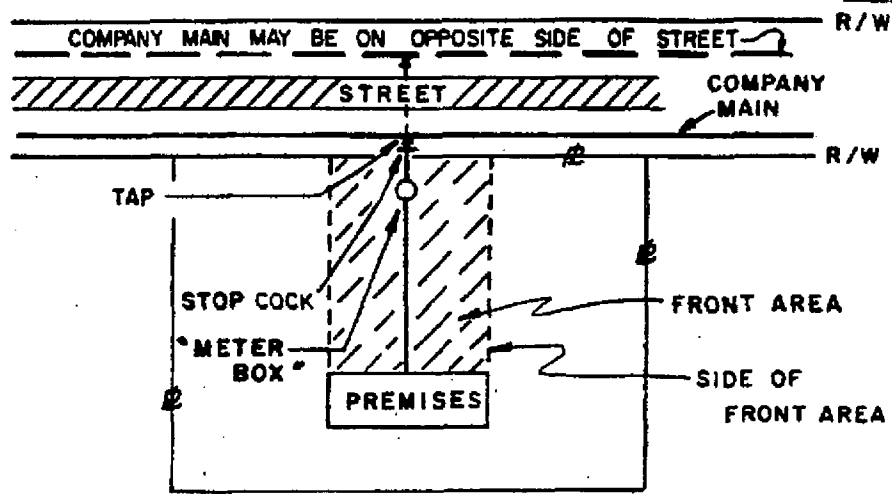 R/W
COMPANY MAIN MAY BE ON OPPOSITE SIDE OF STREET
STREET
COMPANY
MAIN
R/W
℄
TAP
℄
STOP COCK
FRONT AREA
"METER
BOX"
SIDE OF
FRONT AREA
PREMISES
℄